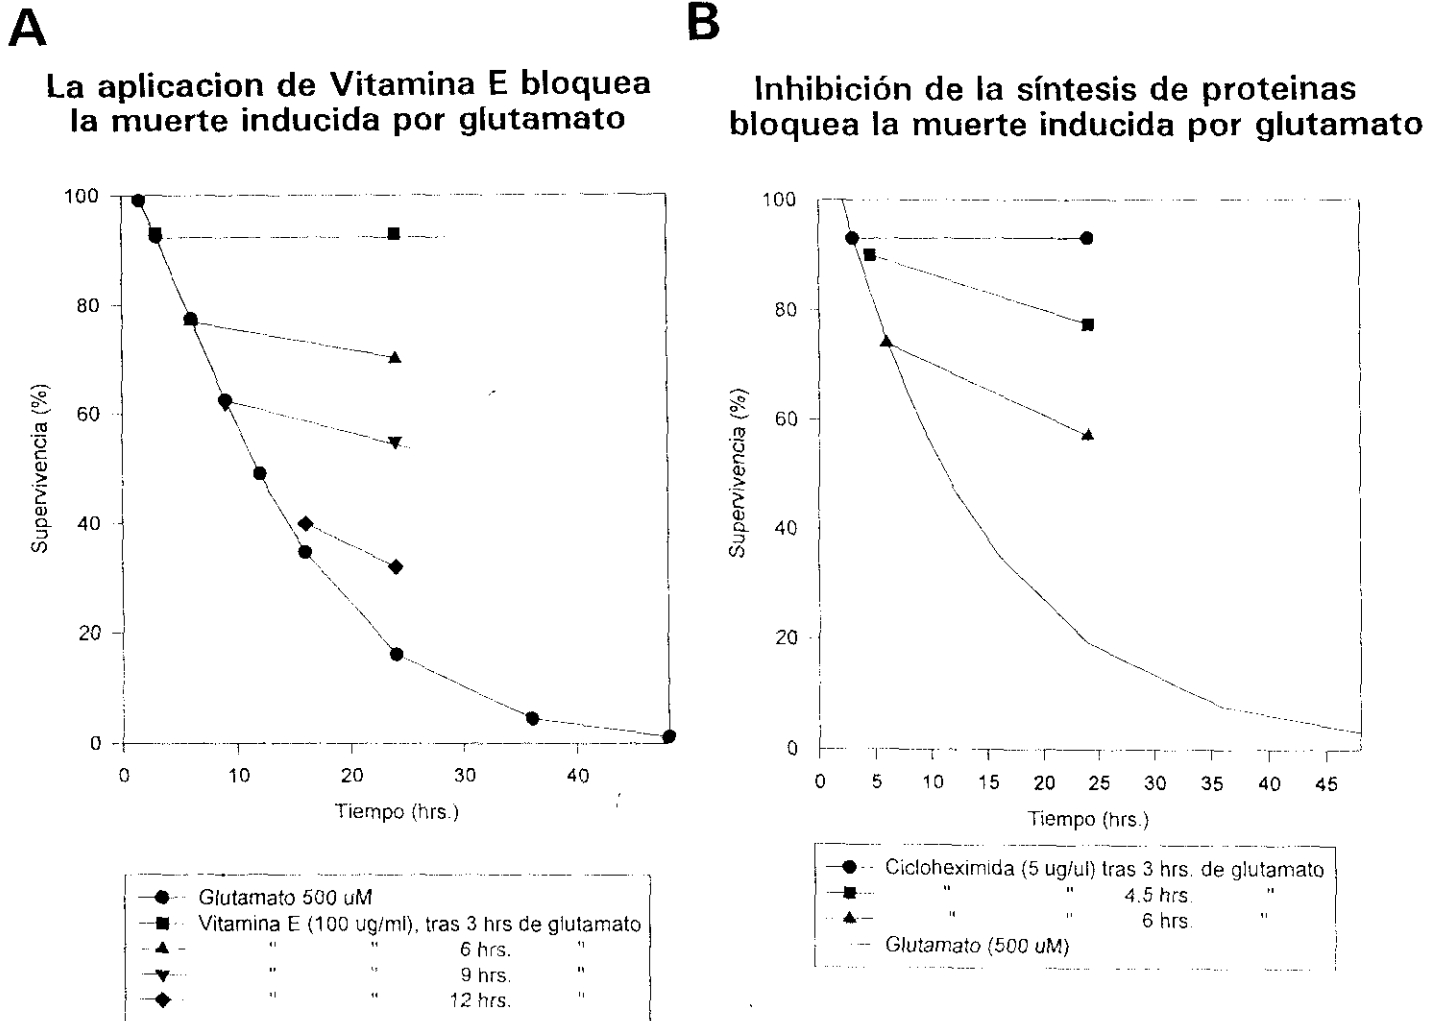 A
La aplicacion de Vitamina E bloquea
la muerte inducida por glutamato
100
80
60
40
20
0
Supervivencia (%)
0 10 20 30 40
Tiempo (hrs.)
Glutamato 500 uM
Vitamina E (100 ug/ml), tras 3 hrs de glutamato
" " 6 hrs. "
" " 9 hrs. "
" " 12 hrs. "
B
Inhibición de la síntesis de proteinas
bloquea la muerte inducida por glutamato
100
80
60
40
20
0
Supervivencia (%)
0 5 10 15 20 25 30 35 40 45
Tiempo (hrs.)
Cicloheximida (5 ug/ul) tras 3 hrs. de glutamato
" " 4.5 hrs. "
" " 6 hrs. "
Glutamato (500 uM)